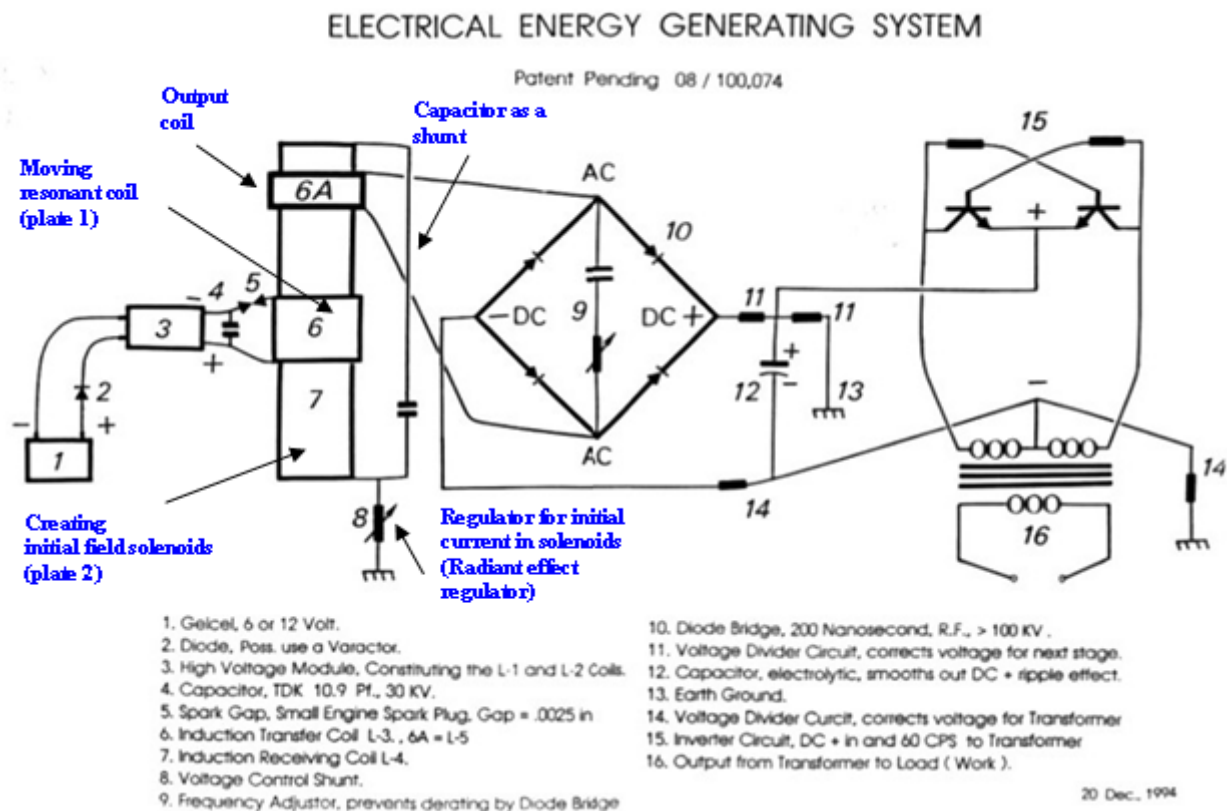 ELECTRICAL ENERGY GENERATING SYSTEM
Patent Pending 08 / 100,074
Output
coil
Capacitor as a
shunt
15
Moving
resonant coil
(plate 1)
6A
AC
+
10
4
5
-
3
6
- DC
9
DC +
11
11
+
7
+
12
-
13
2
-
-
+
1
AC
14
14
Creating
initial field solenoids
(plate 2)
8
Regulator for initial
current in solenoids
(Radiant effect
regulator)
16
1. Gelcel, 6 or 12 Volt.
2. Diode, Poss. use a Varactor.
3. High Voltage Module, Constituting the L-1 and L-2 Coils.
4. Capacitor, TDK 10.9 Pf., 30 KV.
5. Spark Gap, Small Engine Spark Plug, Gap = .0025 in
6. Induction Transfer Coil L-3. , 6A = L-5
7. Induction Receiving Coil L-4.
8. Voltage Control Shunt.
9. Frequency Adjustor, prevents derating by Diode Bridge
10. Diode Bridge, 200 Nanosecond, R.F., > 100 KV .
11. Voltage Divider Circuit, corrects voltage for next stage.
12. Capacitor, electrolytic, smooths out DC + ripple effect.
13. Earth Ground.
14. Voltage Divider Curcit, corrects voltage for Transformer
15. Inverter Circuit, DC + in and 60 CPS to Transformer
16. Output from Transformer to Load ( Work ).
20 Dec., 1994